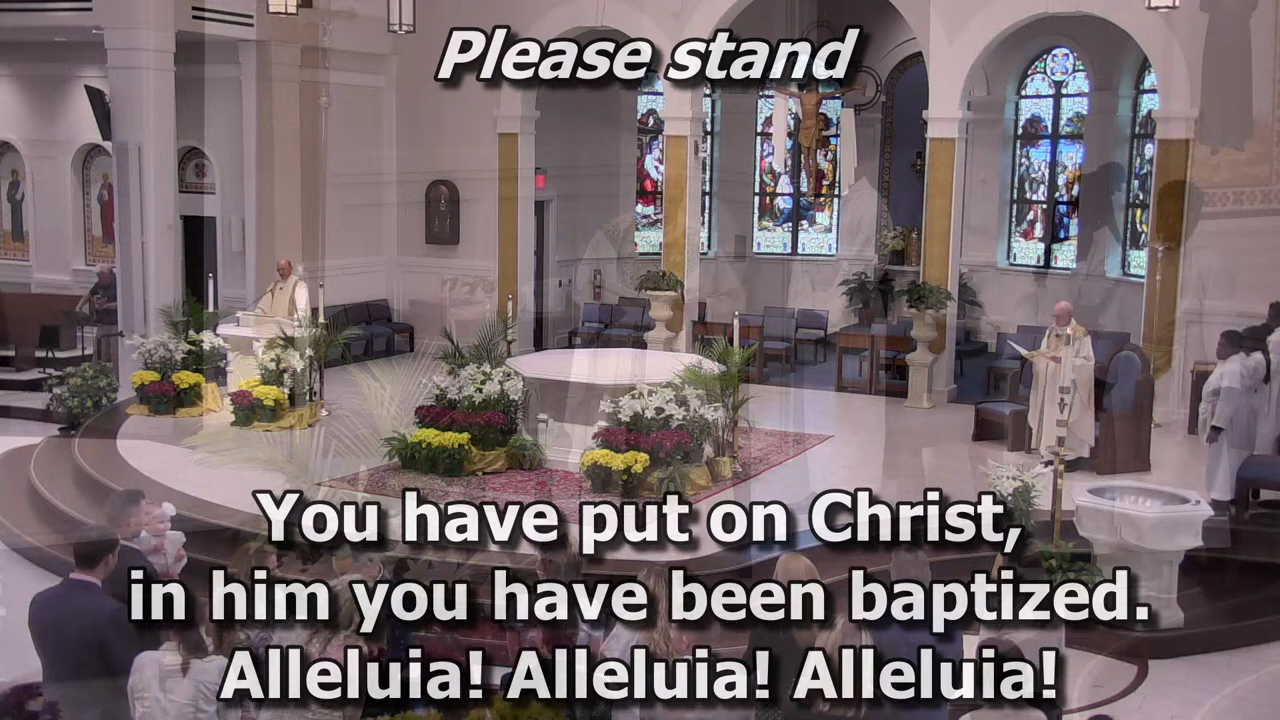 Please stand
You have put on Christ,
in him you have been baptized.
Alleluia! Alleluia! Alleluia!